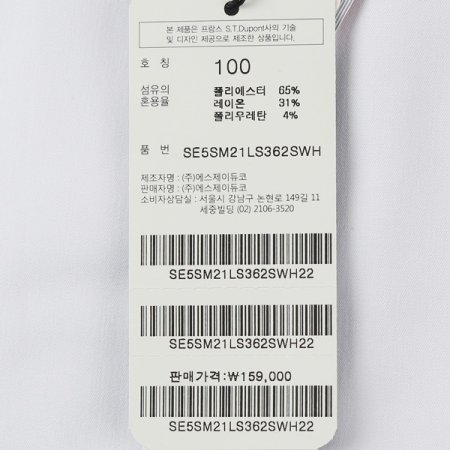 본 제품은 프랑스 S.T.Dupont사의 기술
및 디자인 제공으로 제조한 상품입니다.
호 칭 100
섬유의 폴리에스터 65%
혼용율 레이온 31%
폴리우레탄 4%
품 번 SE5SM21LS362SWH
제조자명 : (주)에스제이듀코
판매자명 : (주)에스제이듀코
소비자상담실 : 서울시 강남구 논현로 149길 11
세중빌딩 (02) 2106-3520
SE5SM21LS362SWH22
SE5SM21LS362SWH22
판매가격:₩159,000
SE5SM21LS362SWH22